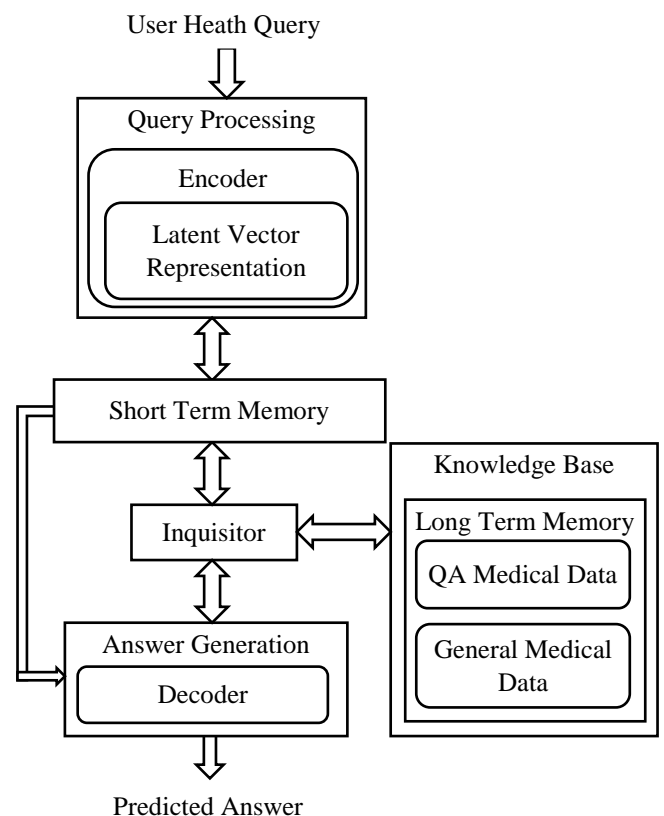 User Heath Query
Query Processing
Encoder
Latent Vector
Representation
Short Term Memory
Knowledge Base
Long Term Memory
Inquisitor
QA Medical Data
Answer Generation
General Medical
Data
Decoder
Predicted Answer